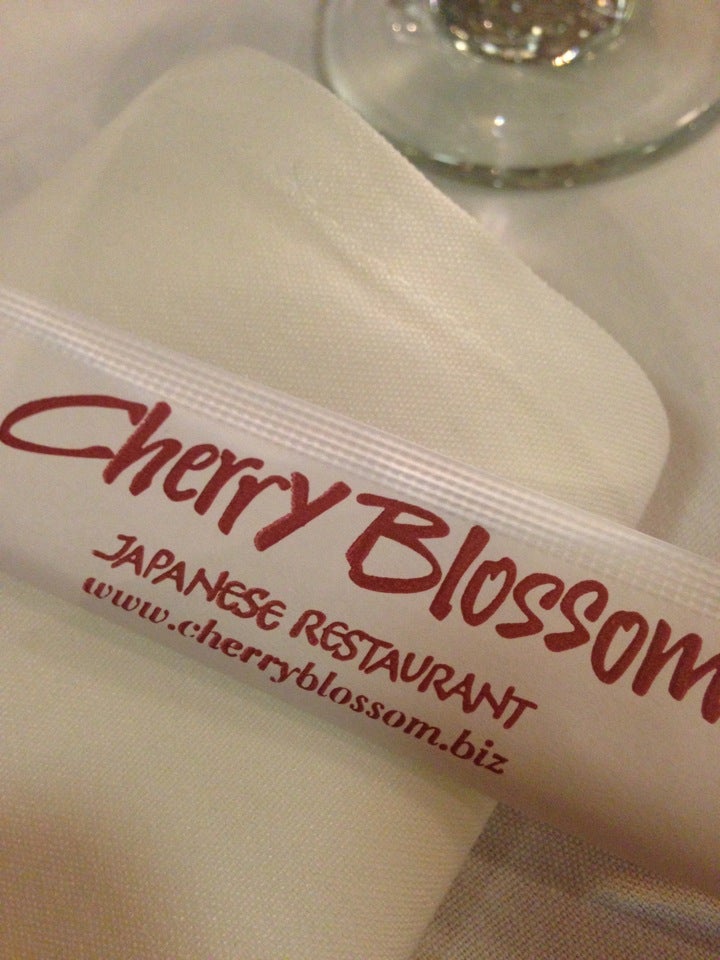 Cherry Blossom
JAPANESE RESTAURANT
www.cherryblossom.biz